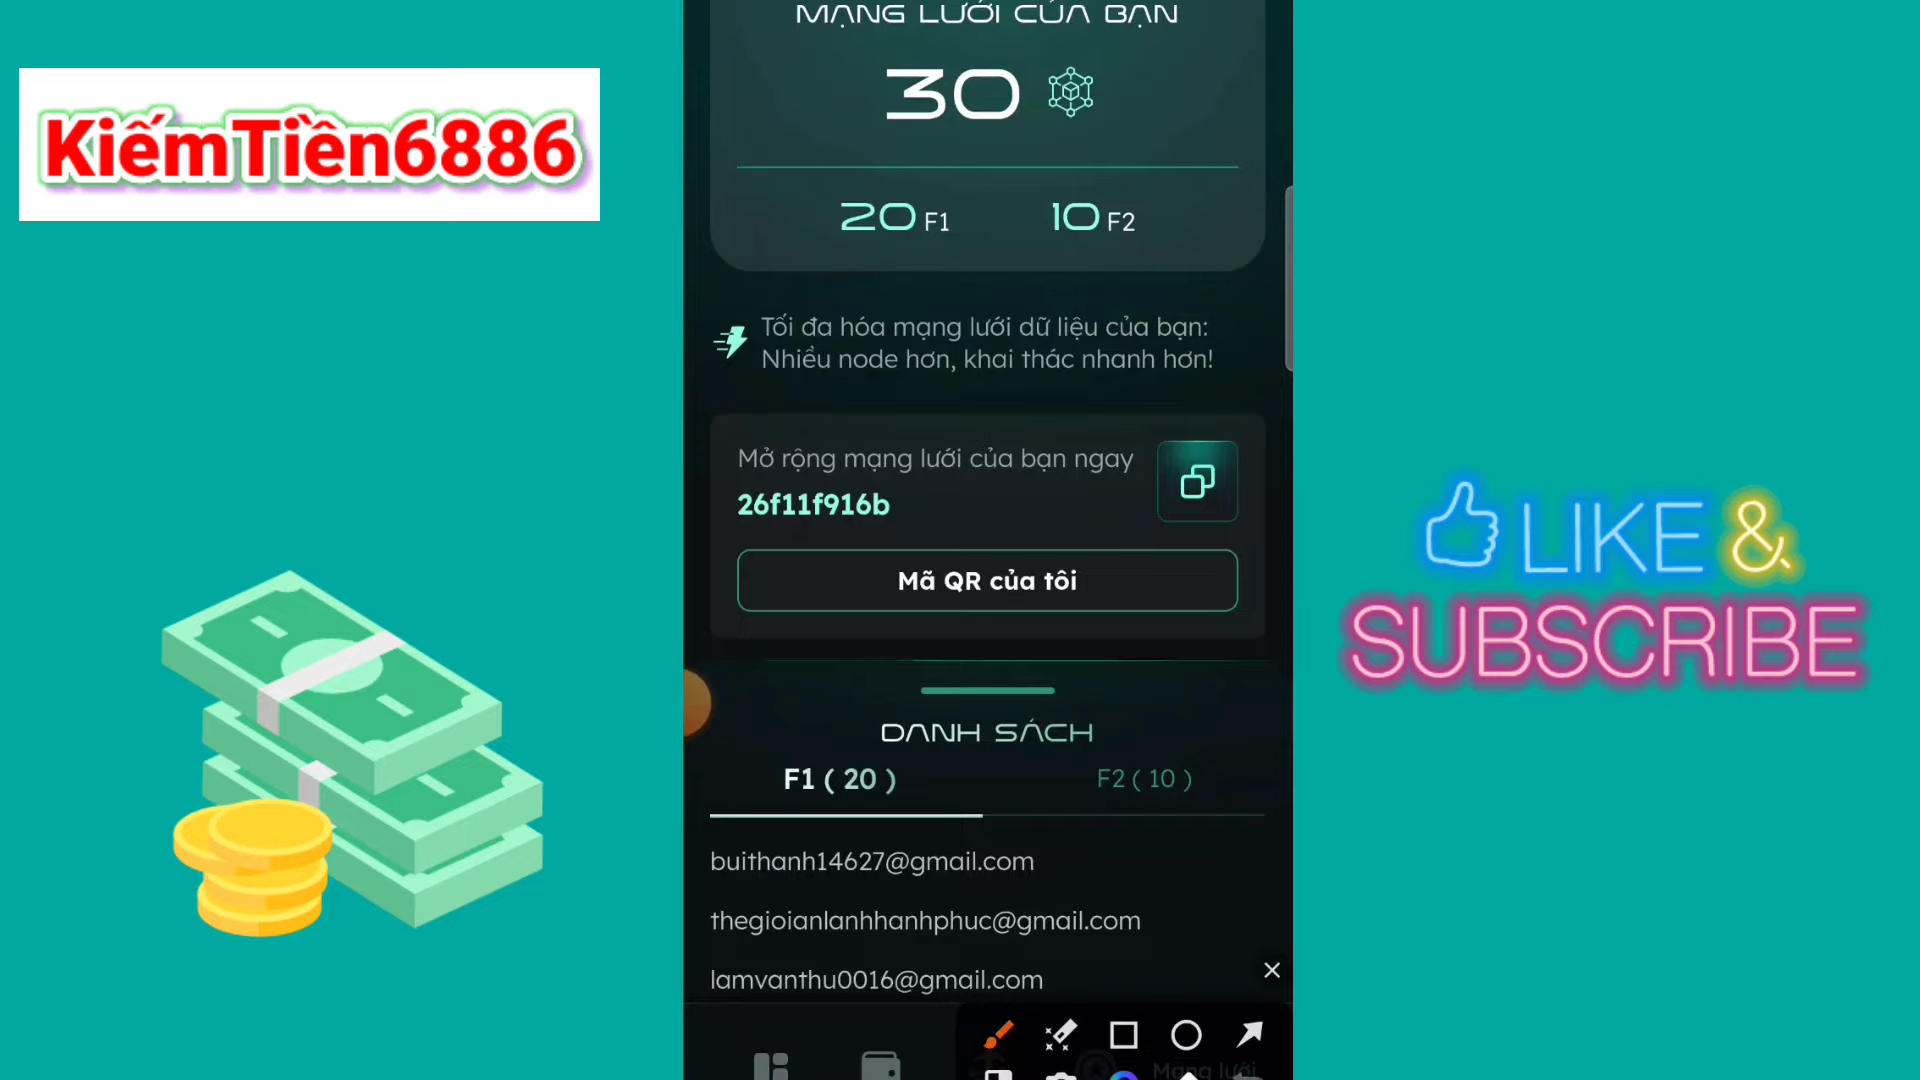 MẠNG LƯỚI CỦA BẠN
KiếmTiền6886
30
20 F1
10 F2
Tối đa hóa mạng lưới dữ liệu của bạn:
Nhiều node hơn, khai thác nhanh hơn!
Mở rộng mạng lưới của bạn ngay
26f11f916b
Mã QR của tôi
LIKE &
SUBSCRIBE
DANH SÁCH
F1 ( 20 )
F2 ( 10 )
buithanh14627@gmail.com
thegioianlanhhanhphuc@gmail.com
lamvanthu0016@gmail.com
Mạng lưới